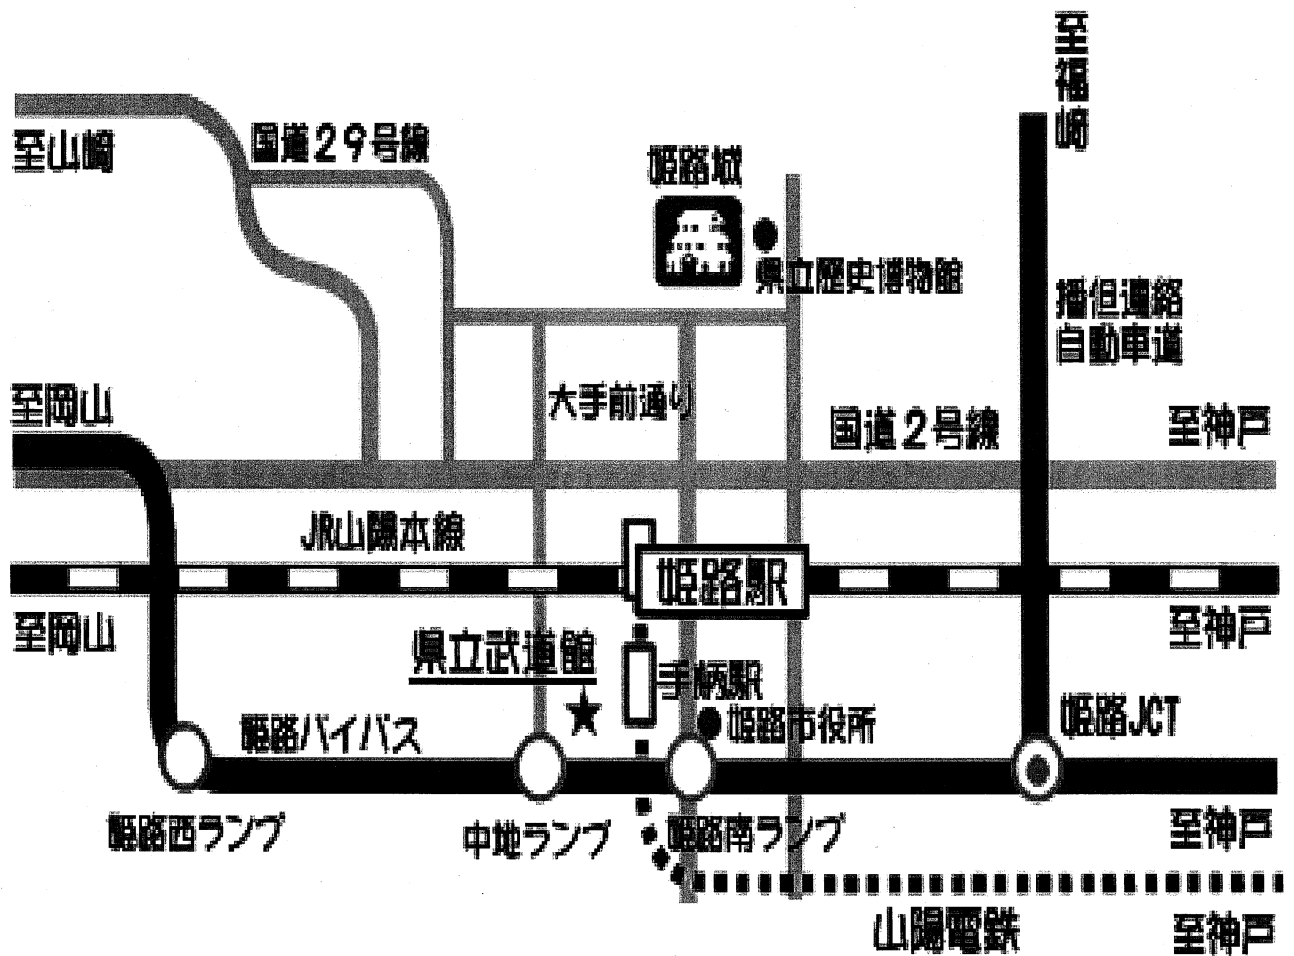 至福崎
至山崎
国道29号線
姫路城
県立歴史博物館
播但連絡
自動車道
至岡山
大手前通り
国道2号線
至神戸
JR山陽本線
姫路駅
至岡山
至神戸
県立武道館
手柄駅
姫路市役所
姫路JCT
姫路バイパス
姫路西ランプ
中地ランプ
姫路南ランプ
至神戸
山陽電鉄
至神戸